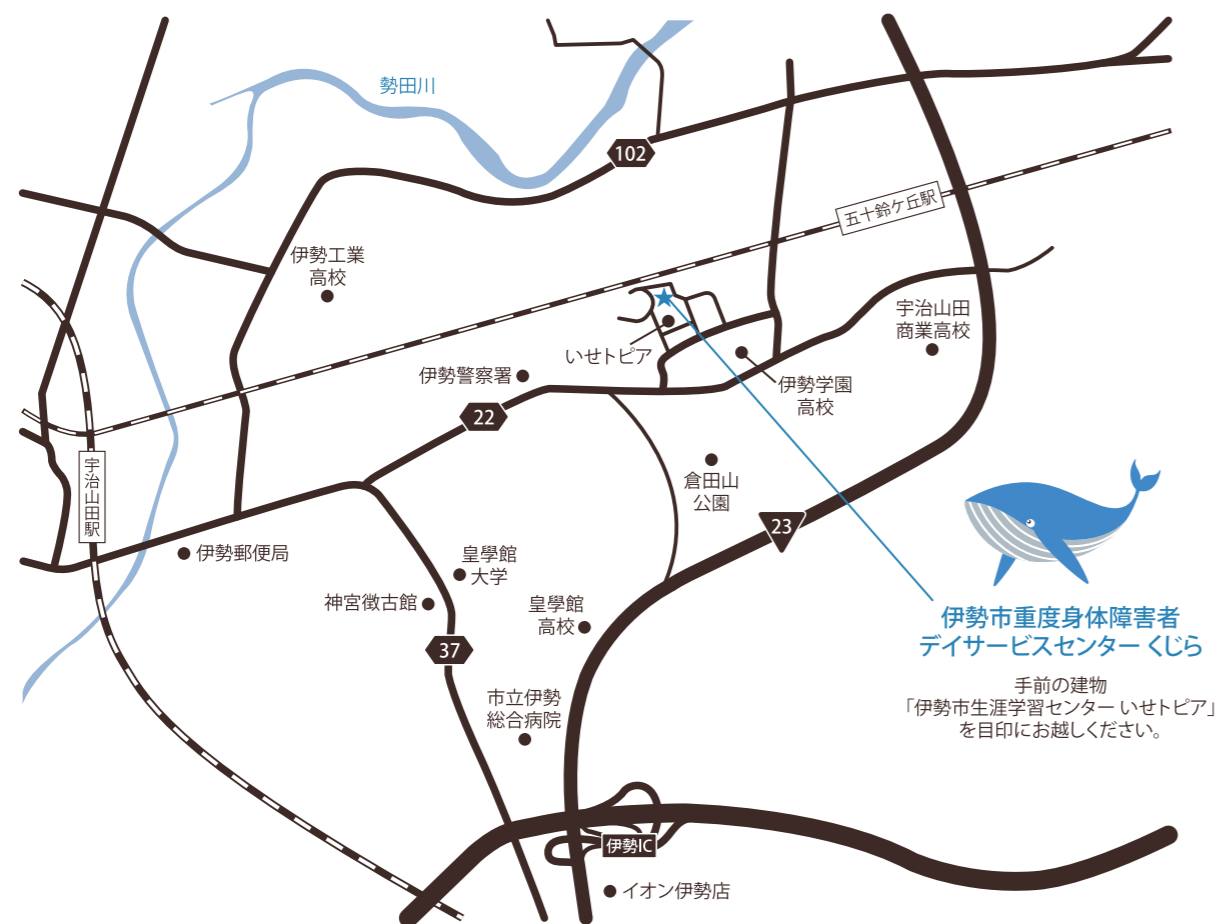 勢田川
102
五十鈴ケ丘駅
伊勢工業
高校
宇治山田
商業高校
いせトピア
伊勢警察署
伊勢学園
高校
22
倉田山
公園
宇治山田駅
23
伊勢郵便局
皇學館
大学
神宮徴古館
皇學館
高校
37
伊勢市重度身体障害者
デイサービスセンター くじら
手前の建物
「伊勢市生涯学習センター いせトピア」
を目印にお越しください。
市立伊勢
総合病院
伊勢IC
イオン伊勢店